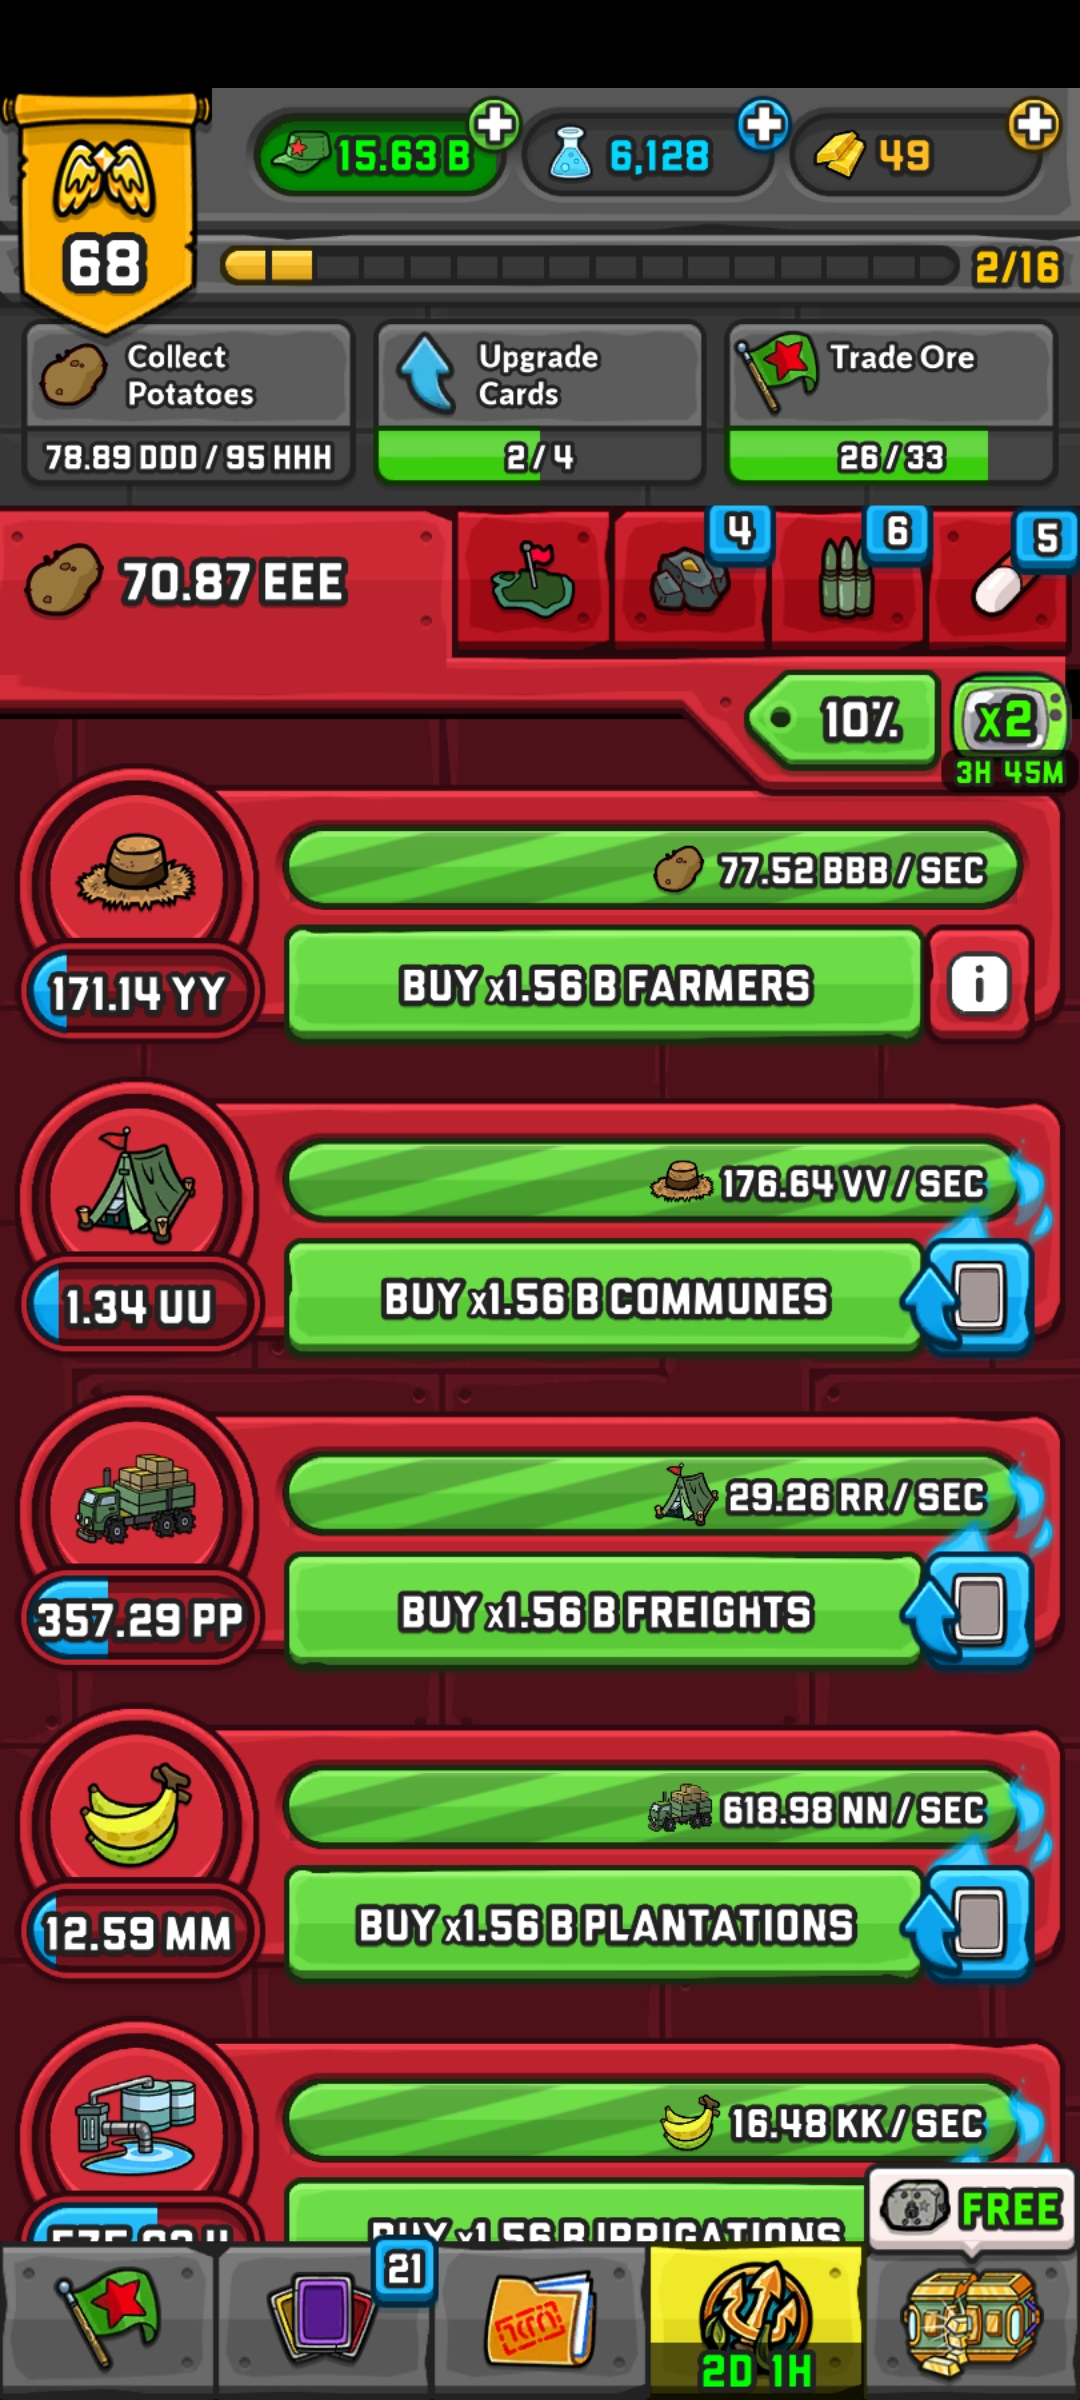 15.63 B
6,128
49
68
2/16
Collect
Potatoes
78.89 DDD / 95 HHH
Upgrade
Cards
2/4
Trade Ore
26/33
70.87 EEE
4
6
5
10%
x2
3H 45M
77.52 BBB / SEC
171.14 YY
BUY x1.56 B FARMERS
i
176.64 VV / SEC
1.34 UU
BUY x1.56 B COMMUNES
29.26 RR / SEC
357.29 PP
BUY x1.56 B FREIGHTS
618.98 NN / SEC
12.59 MM
BUY x1.56 B PLANTATIONS
16.48 KK / SEC
BUY x1.56 B IRRIGATIONS
FREE
21
2D 1H